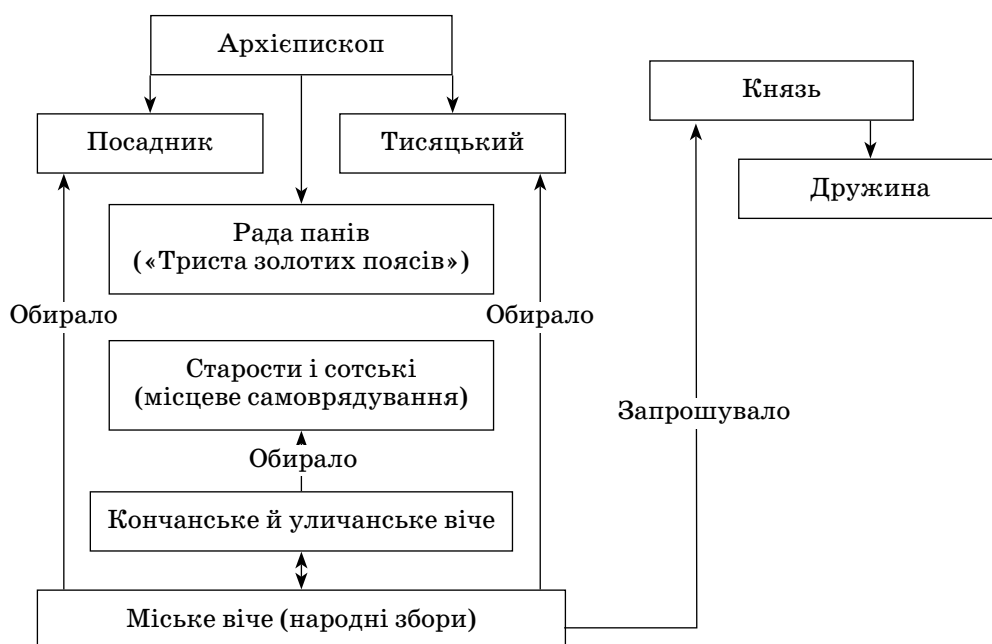 Архієпископ
Князь
Посадник
Тисяцький
Дружина
Рада панів
(«Триста золотих поясів»)
Обирало
Обирало
Старости і сотські
(місцеве самоврядування)
Запрошувало
Обирало
Кончанське й уличанське віче
Міське віче (народні збори)